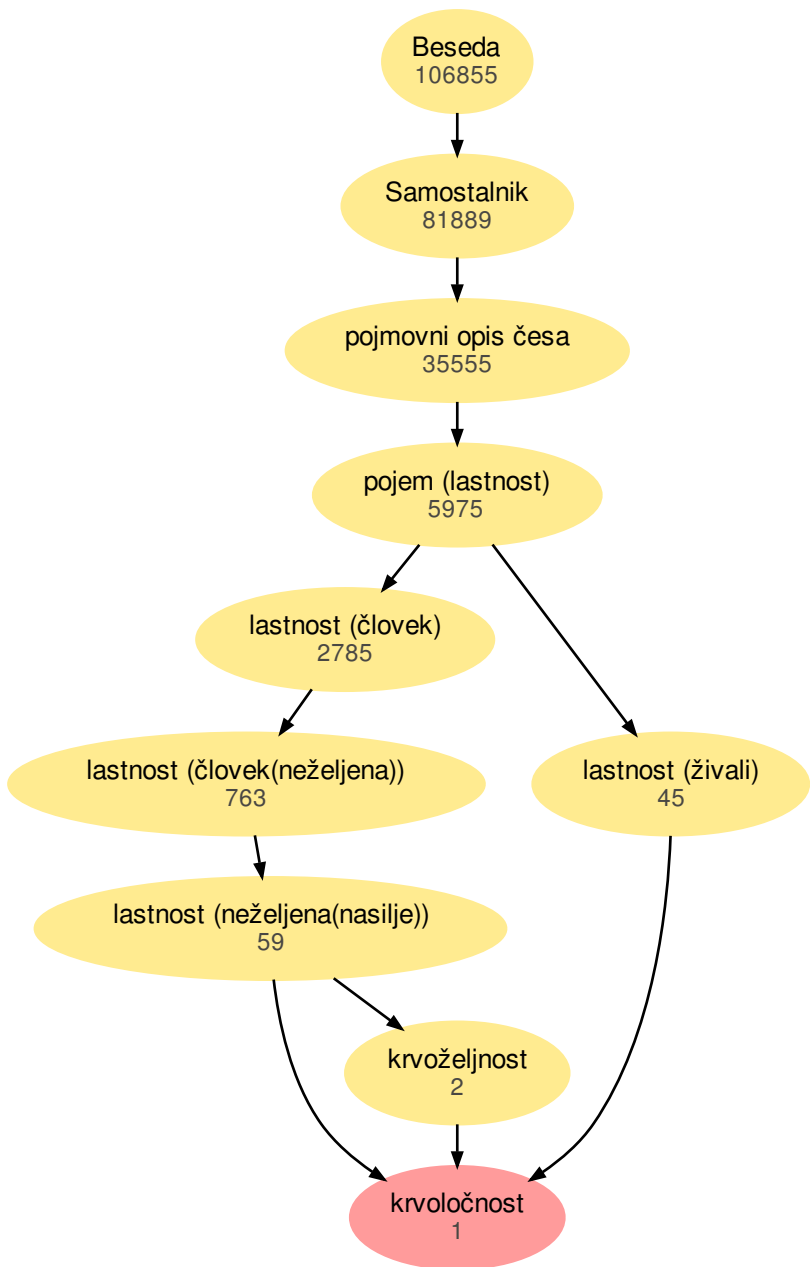 Beseda
106855
Samostalnik
81889
pojmovni opis česa
35555
pojem (lastnost)
5975
lastnost (človek)
2785
lastnost (človek(neželjena))
763
lastnost (živali)
45
lastnost (neželjena(nasilje))
59
krvoželjnost
2
krvoločnost
1